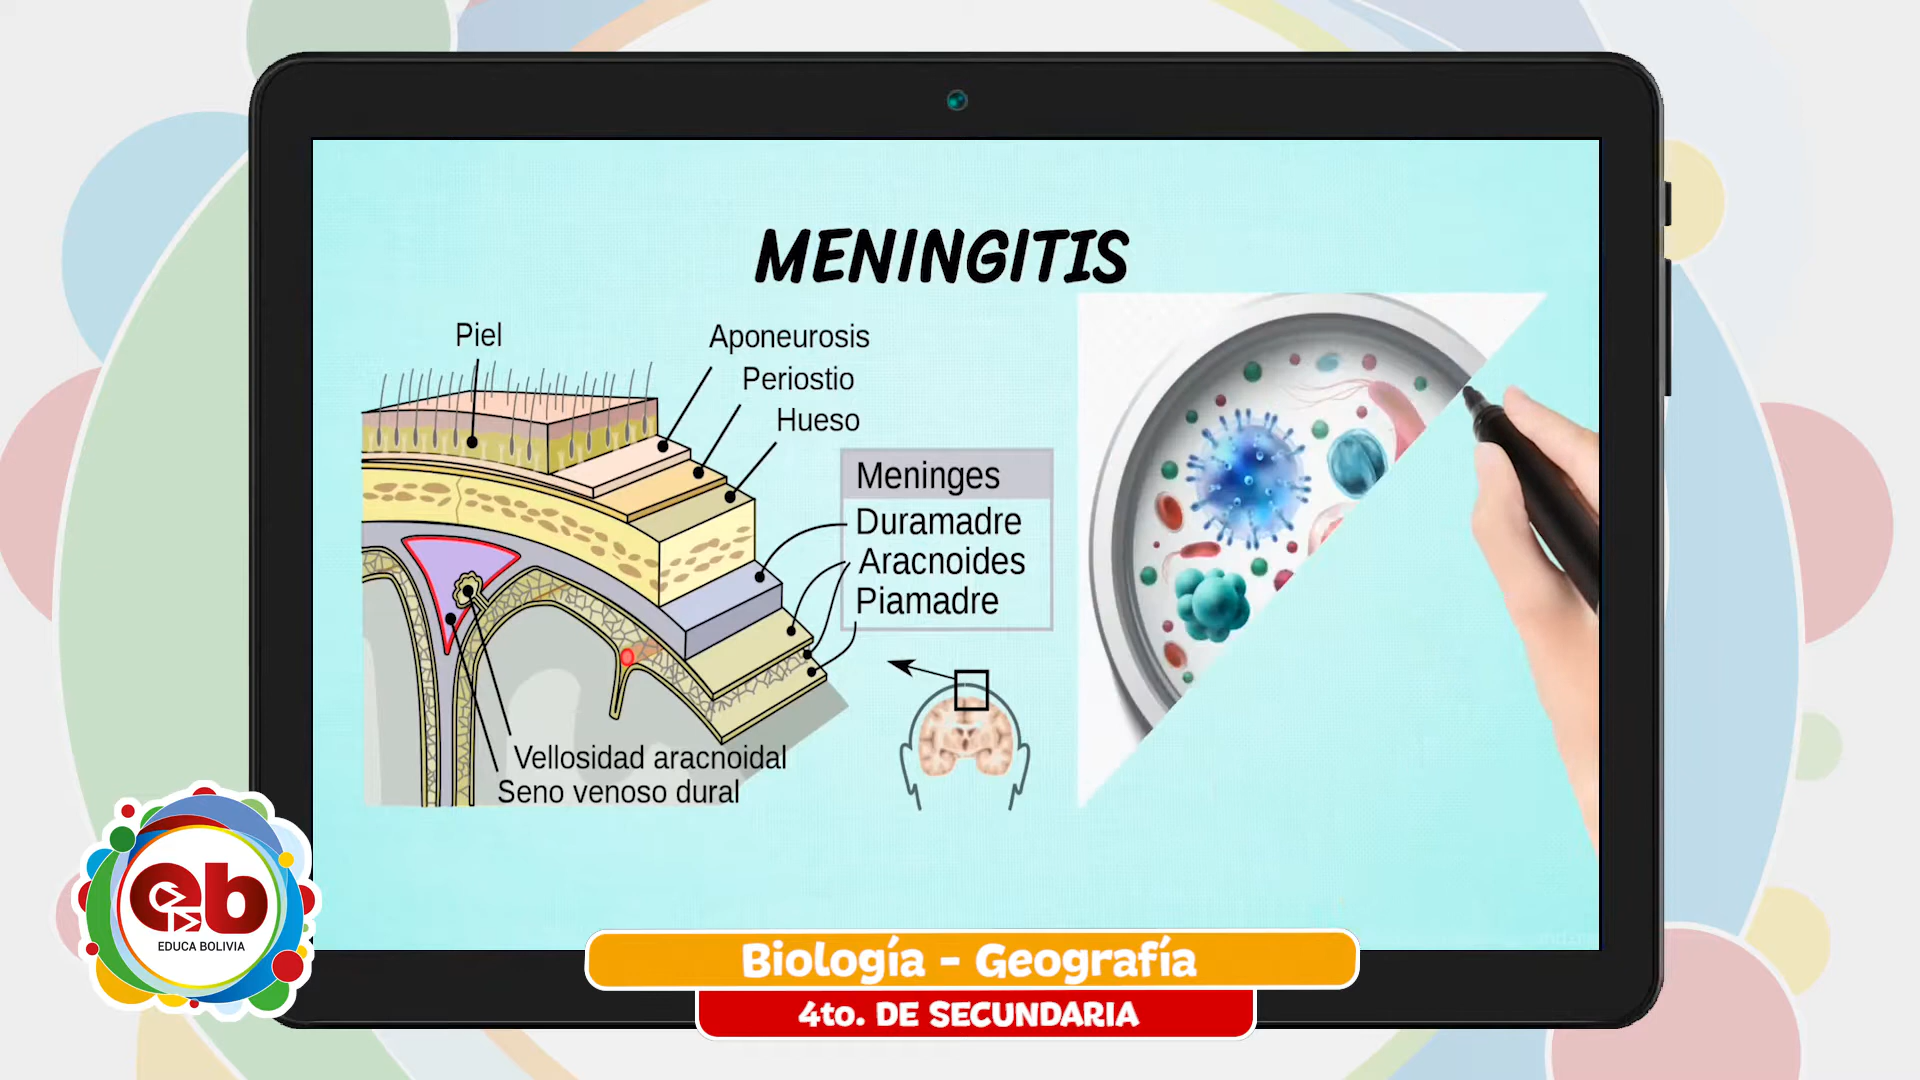 MENINGITIS
Piel
Aponeurosis
Periostio
Hueso
Meninges
Duramadre
Aracnoides
Piamadre
Vellosidad aracnoidal
Seno venoso dural
eb
EDUCA BOLIVIA
Biología - Geografía
4to. DE SECUNDARIA